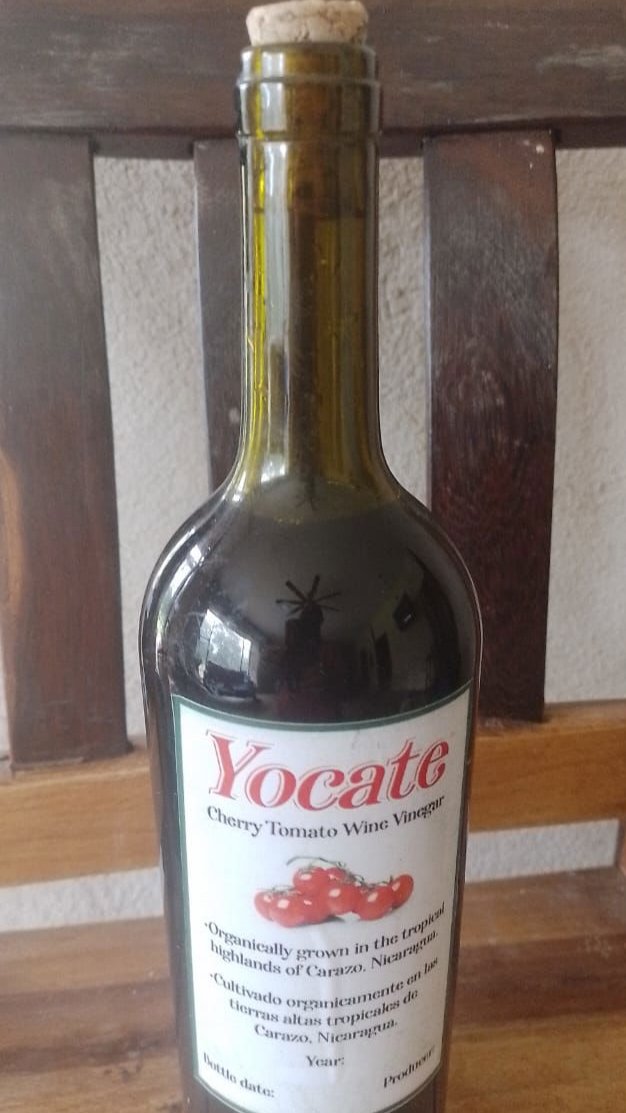 Yocate
Cherry Tomato Wine Vinegar
•Organically grown in the tropical
highlands of Carazo, Nicaragua.
•Cultivado organicamente en las
tierras altas tropicales de
Carazo, Nicaragua.
Year:
Bottle date:
Producer: